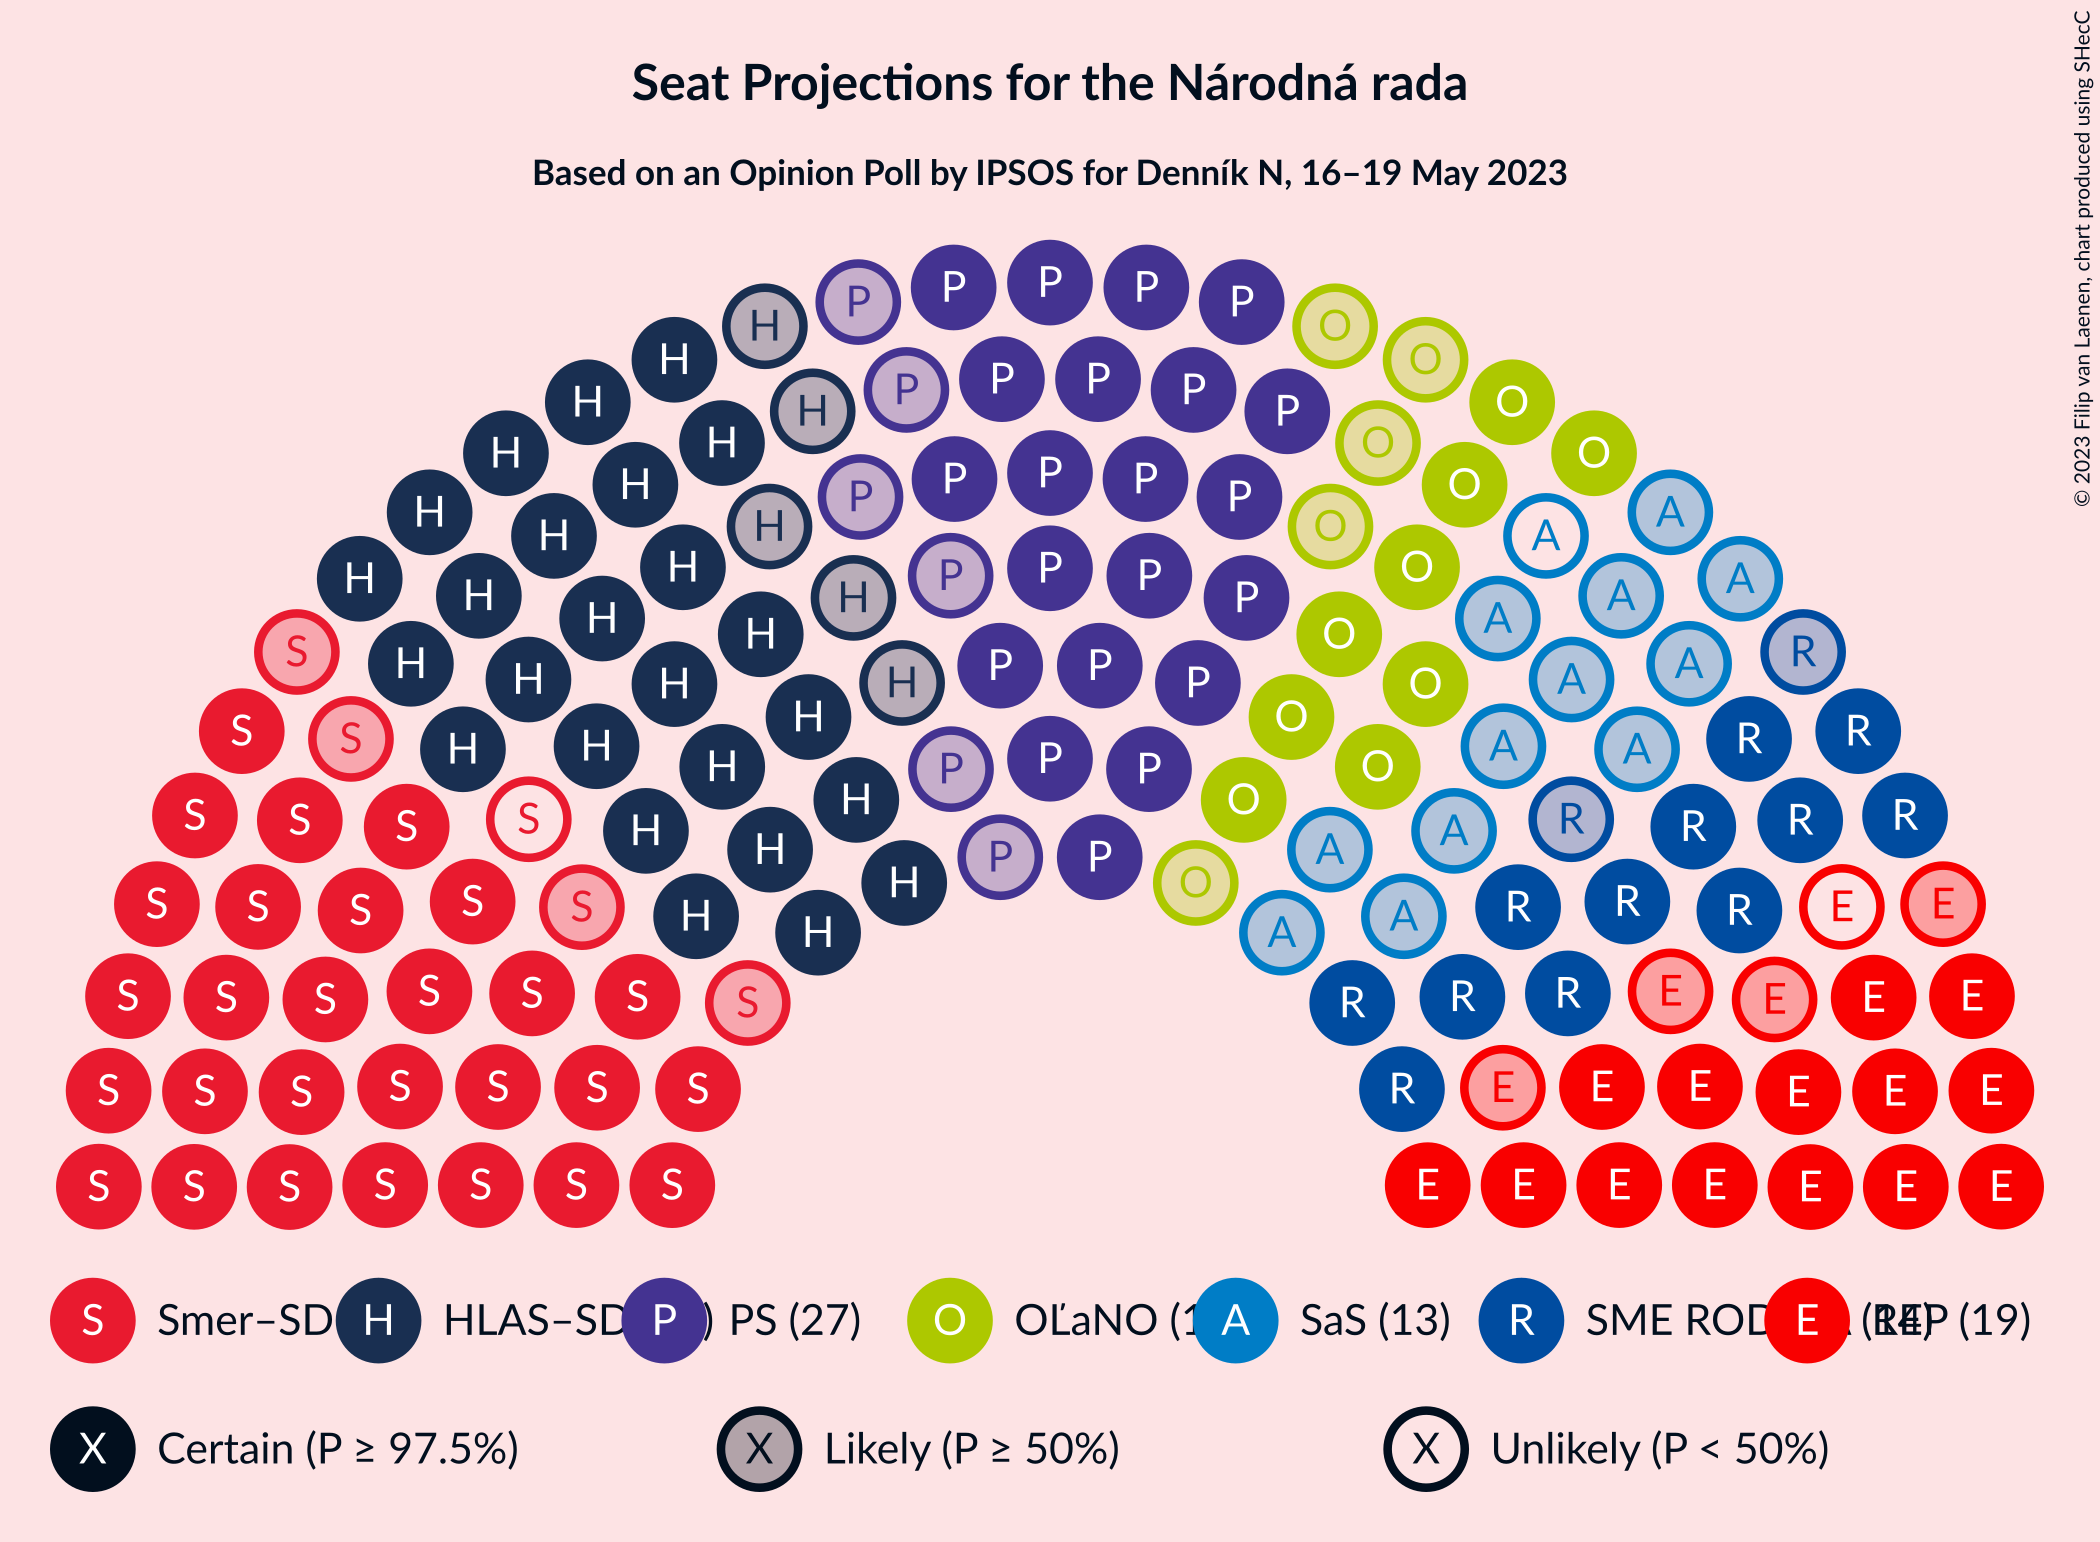 Seat Projections for the Národná rada
Based on an Opinion Poll by IPSOS for Denník N, 16–19 May 2023
© 2023 Filip van Laenen, chart produced using SHecC
H P P P P P O O
H H P P P P P O O
H H H P P P P P O O A
H H H H P P P P O O A A
H H H H H P P P O O A A R
S H H H H P P P O O A A R
S S H H H H P P O A A R R
S S S S H H H A A R R R R
S S S S S H H A A R R R E E
S S S S S S S R R R E E E E
S S S S S S S R E E E E E E
S S S S S S S E E E E E E E
S Smer–SD H HLAS–SD P ) PS (27) O OĽaNO (1 A SaS (13) R SME ROD E (14) REP (19)
X Certain (P ≥ 97.5%) X Likely (P ≥ 50%) X Unlikely (P < 50%)